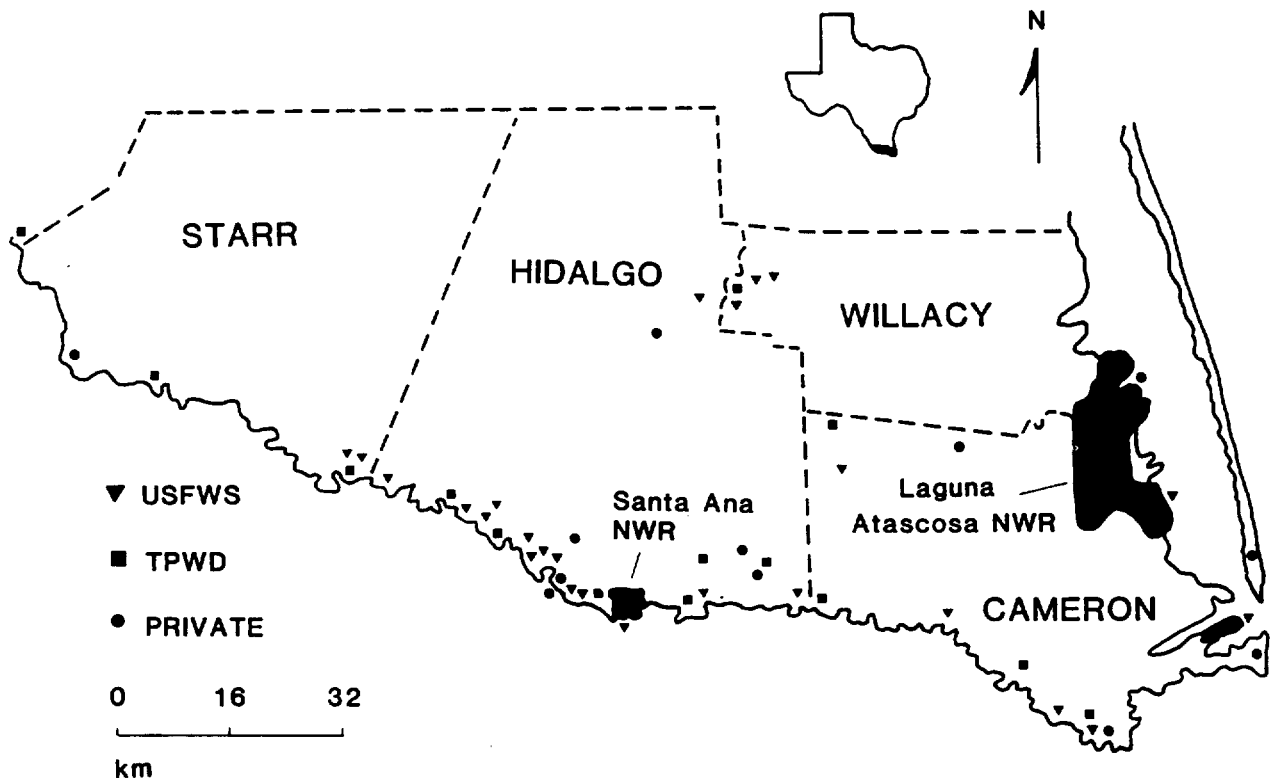 N
STARR
HIDALGO
WILLACY
Laguna
Atascosa NWR
Santa Ana
NWR
CAMERON
USFWS
TPWD
PRIVATE
0 16 32
km